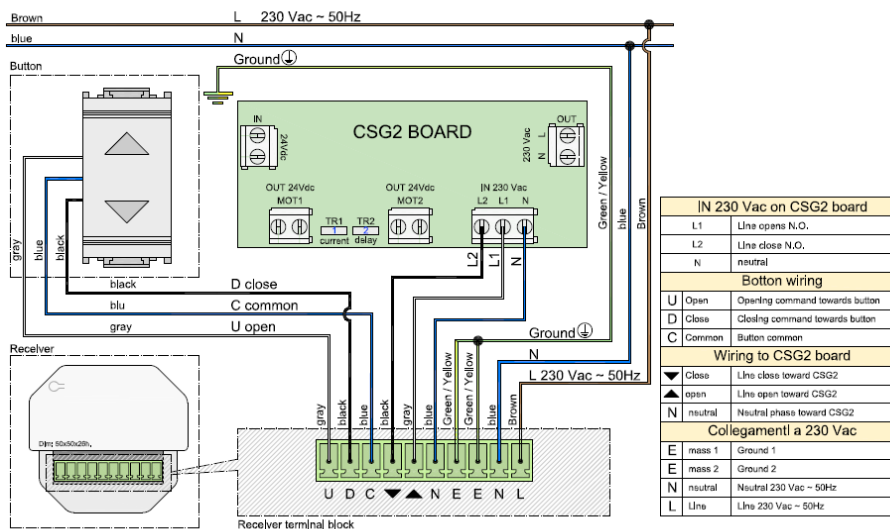 Brown L 230 Vac ~ 50Hz
blue N
Ground
Button
IN
24Vdc
CSG2 BOARD
OUT
230 Vac
L
N
OUT 24Vdc
MOT1
TR1
1
current
TR2
2
delay
OUT 24Vdc
MOT2
IN 230 Vac
L2 L1 N
Green / Yellow
blue
Brown
gray
blue
black
L2
L1
N
black D close
blu C common
gray U open
Ground
N
L 230 Vac ~ 50Hz
Receiver
Dim: 50x50x26h.
gray
black
blue
black
gray
blue
Green / Yellow
Green / Yellow
blue
Brown
U D C ▼ ▲ N E E N L
Receiver terminal block
IN 230 Vac on CSG2 board
L1 Line opens N.O.
L2 Line close N.O.
N neutral
Botton wiring
U Open Opening command towards button
D Close Closing command towards button
C Common Button common
Wiring to CSG2 board
▼ Close Line close toward CSG2
▲ open Line open toward CSG2
N neutral Neutral phase toward CSG2
Collegamenti a 230 Vac
E mass 1 Ground 1
E mass 2 Ground 2
N neutral Neutral 230 Vac ~ 50Hz
L Line Line 230 Vac ~ 50Hz